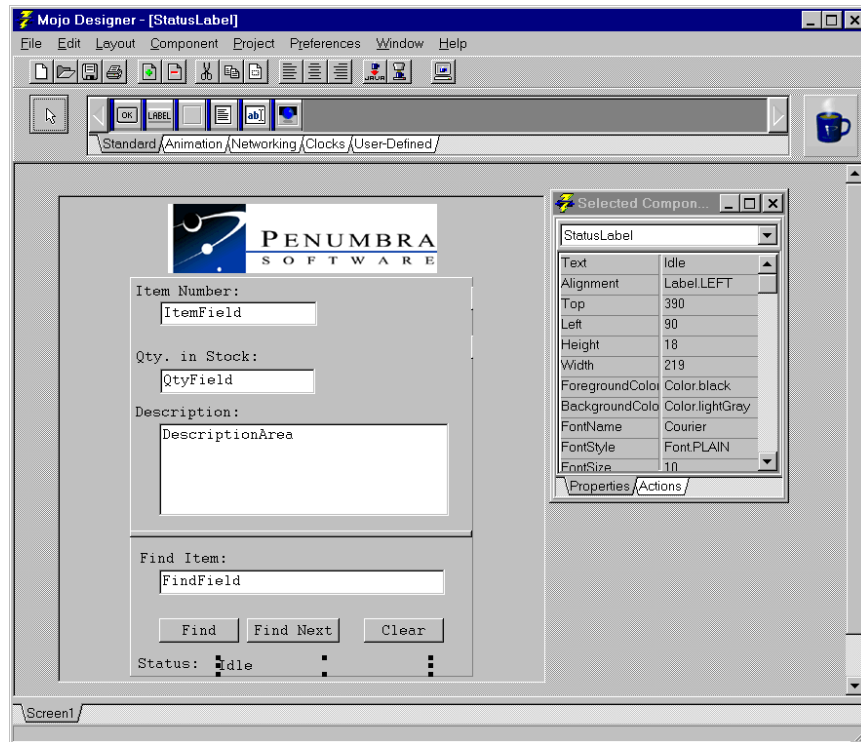 Mojo Designer - [StatusLabel]
File Edit Layout Component Project Preferences Window Help
JAVA
OK LABEL ab
Standard Animation Networking Clocks User-Defined
PENUMBRA
SOFTWARE
Item Number:
ItemField
Qty. in Stock:
QtyField
Description:
DescriptionArea
Find Item:
FindField
Find Find Next Clear
Status: Idle
Selected Compon...
StatusLabel
Text Idle
Alignment Label.LEFT
Top 390
Left 90
Height 18
Width 219
ForegroundColor Color.black
BackgroundColo Color.lightGray
FontName Courier
FontStyle Font.PLAIN
FontSize 10
Properties Actions
Screen1